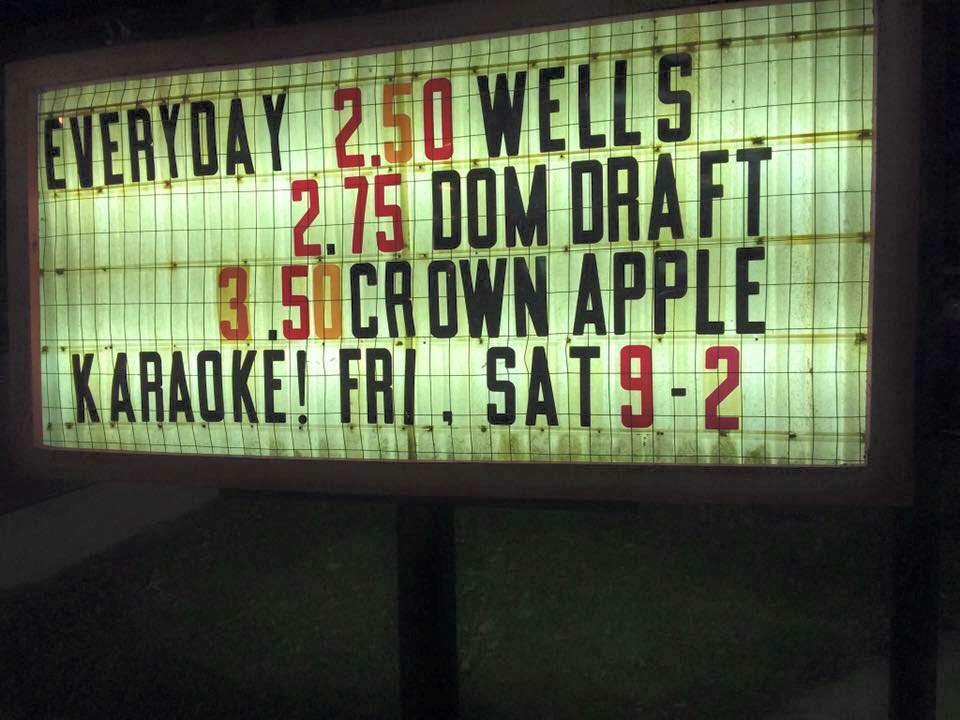 EVERYDAY 2.50 WELLS
2.75 DOM DRAFT
3.50 CROWN APPLE
KARAOKE! FRI, SAT 9-2